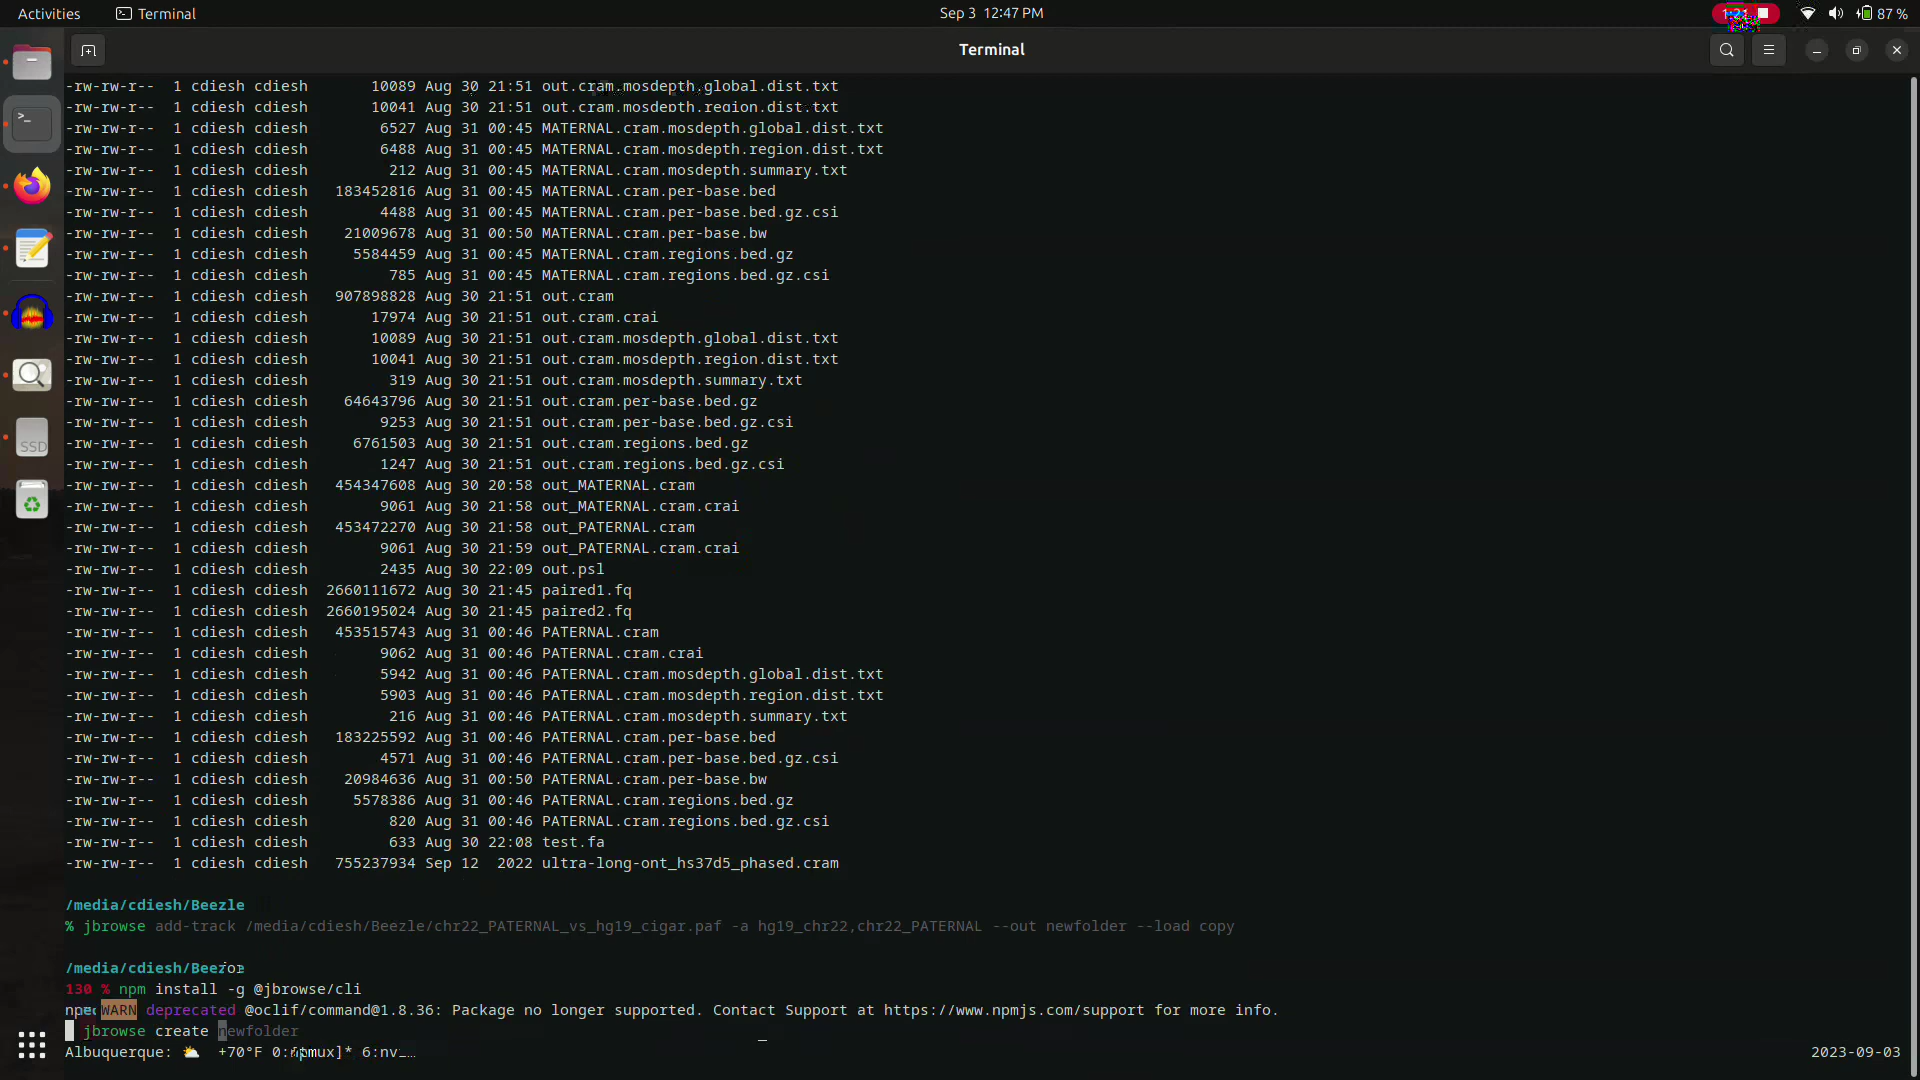 Activities Terminal Sep 3 12:47 PM 87 %
Terminal
-rw-rw-r-- 1 cdiesh cdiesh 10089 Aug 30 21:51 out.cram.mosdepth.global.dist.txt
-rw-rw-r-- 1 cdiesh cdiesh 10041 Aug 30 21:51 out.cram.mosdepth.region.dist.txt
-rw-rw-r-- 1 cdiesh cdiesh 6527 Aug 31 00:45 MATERNAL.cram.mosdepth.global.dist.txt
-rw-rw-r-- 1 cdiesh cdiesh 6488 Aug 31 00:45 MATERNAL.cram.mosdepth.region.dist.txt
-rw-rw-r-- 1 cdiesh cdiesh 212 Aug 31 00:45 MATERNAL.cram.mosdepth.summary.txt
-rw-rw-r-- 1 cdiesh cdiesh 183452816 Aug 31 00:45 MATERNAL.cram.per-base.bed
-rw-rw-r-- 1 cdiesh cdiesh 4488 Aug 31 00:45 MATERNAL.cram.per-base.bed.gz.csi
-rw-rw-r-- 1 cdiesh cdiesh 21009678 Aug 31 00:50 MATERNAL.cram.per-base.bw
-rw-rw-r-- 1 cdiesh cdiesh 5584459 Aug 31 00:45 MATERNAL.cram.regions.bed.gz
-rw-rw-r-- 1 cdiesh cdiesh 785 Aug 31 00:45 MATERNAL.cram.regions.bed.gz.csi
-rw-rw-r-- 1 cdiesh cdiesh 907898828 Aug 30 21:51 out.cram
-rw-rw-r-- 1 cdiesh cdiesh 17974 Aug 30 21:51 out.cram.crai
-rw-rw-r-- 1 cdiesh cdiesh 10089 Aug 30 21:51 out.cram.mosdepth.global.dist.txt
-rw-rw-r-- 1 cdiesh cdiesh 10041 Aug 30 21:51 out.cram.mosdepth.region.dist.txt
-rw-rw-r-- 1 cdiesh cdiesh 319 Aug 30 21:51 out.cram.mosdepth.summary.txt
-rw-rw-r-- 1 cdiesh cdiesh 64643796 Aug 30 21:51 out.cram.per-base.bed.gz
-rw-rw-r-- 1 cdiesh cdiesh 9253 Aug 30 21:51 out.cram.per-base.bed.gz.csi
-rw-rw-r-- 1 cdiesh cdiesh 6761503 Aug 30 21:51 out.cram.regions.bed.gz
-rw-rw-r-- 1 cdiesh cdiesh 1247 Aug 30 21:51 out.cram.regions.bed.gz.csi
-rw-rw-r-- 1 cdiesh cdiesh 454347608 Aug 30 20:58 out_MATERNAL.cram
-rw-rw-r-- 1 cdiesh cdiesh 9061 Aug 30 21:58 out_MATERNAL.cram.crai
-rw-rw-r-- 1 cdiesh cdiesh 453472270 Aug 30 21:58 out_PATERNAL.cram
-rw-rw-r-- 1 cdiesh cdiesh 9061 Aug 30 21:59 out_PATERNAL.cram.crai
-rw-rw-r-- 1 cdiesh cdiesh 2435 Aug 30 22:09 out.psl
-rw-rw-r-- 1 cdiesh cdiesh 2660111672 Aug 30 21:45 paired1.fq
-rw-rw-r-- 1 cdiesh cdiesh 2660195024 Aug 30 21:45 paired2.fq
-rw-rw-r-- 1 cdiesh cdiesh 453515743 Aug 31 00:46 PATERNAL.cram
-rw-rw-r-- 1 cdiesh cdiesh 9062 Aug 31 00:46 PATERNAL.cram.crai
-rw-rw-r-- 1 cdiesh cdiesh 5942 Aug 31 00:46 PATERNAL.cram.mosdepth.global.dist.txt
-rw-rw-r-- 1 cdiesh cdiesh 5903 Aug 31 00:46 PATERNAL.cram.mosdepth.region.dist.txt
-rw-rw-r-- 1 cdiesh cdiesh 216 Aug 31 00:46 PATERNAL.cram.mosdepth.summary.txt
-rw-rw-r-- 1 cdiesh cdiesh 183225592 Aug 31 00:46 PATERNAL.cram.per-base.bed
-rw-rw-r-- 1 cdiesh cdiesh 4571 Aug 31 00:46 PATERNAL.cram.per-base.bed.gz.csi
-rw-rw-r-- 1 cdiesh cdiesh 20984636 Aug 31 00:50 PATERNAL.cram.per-base.bw
-rw-rw-r-- 1 cdiesh cdiesh 5578386 Aug 31 00:46 PATERNAL.cram.regions.bed.gz
-rw-rw-r-- 1 cdiesh cdiesh 820 Aug 31 00:46 PATERNAL.cram.regions.bed.gz.csi
-rw-rw-r-- 1 cdiesh cdiesh 633 Aug 30 22:08 test.fa
-rw-rw-r-- 1 cdiesh cdiesh 755237934 Sep 12 2022 ultra-long-ont_hs37d5_phased.cram
SSD
/media/cdiesh/Beezle
% jbrowse add-track /media/cdiesh/Beezle/chr22_PATERNAL_vs_hg19_cigar.paf -a hg19_chr22,chr22_PATERNAL --out newfolder --load copy
130 % npm install -g @jbrowse/cli
WARN deprecated @oclif/command@1.8.36: Package no longer supported. Contact Support at https://www.npmjs.com/support for more info.
jbrowse create newfolder
Albuquerque: ⛅ +70°F 2023-09-03